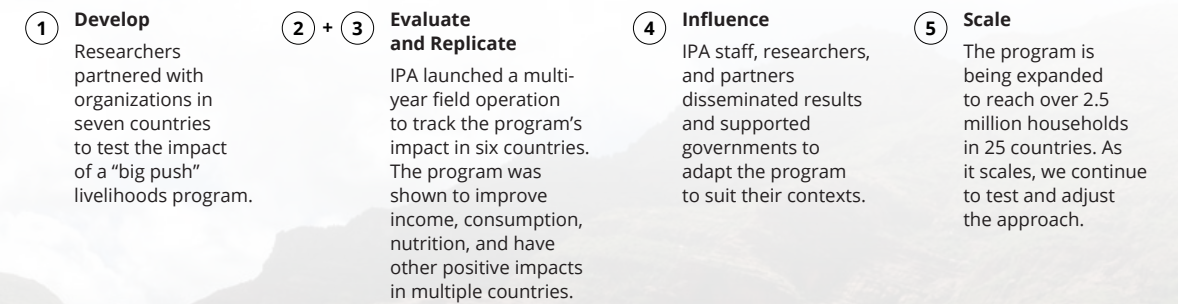 1 Develop
Researchers
partnered with
organizations in
seven countries
to test the impact
of a “big push”
livelihoods program.
2 + 3 Evaluate
and Replicate
IPA launched a multi-
year field operation
to track the program’s
impact in six countries.
The program was
shown to improve
income, consumption,
nutrition, and have
other positive impacts
in multiple countries.
4 Influence
IPA staff, researchers,
and partners
disseminated results
and supported
governments to
adapt the program
to suit their contexts.
5 Scale
The program is
being expanded
to reach over 2.5
million households
in 25 countries. As
it scales, we continue
to test and adjust
the approach.